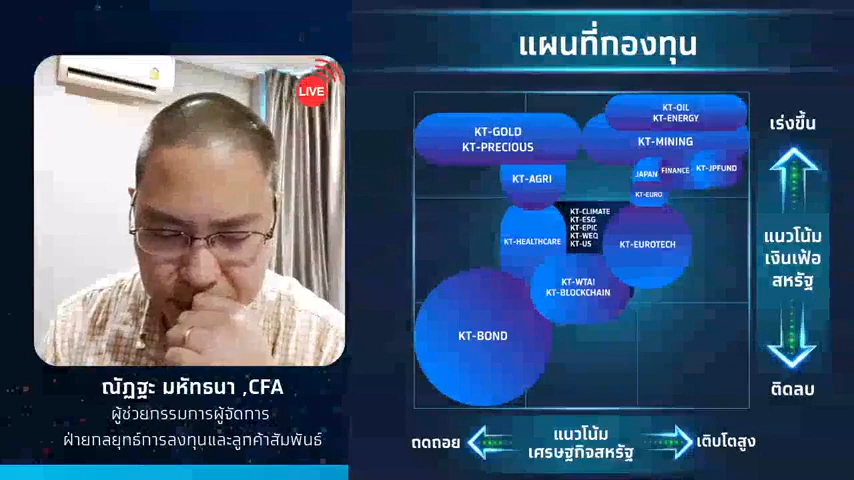 LIVE
ณัฏฐะ มหัทธนา ,CFA
ผู้ช่วยกรรมการผู้จัดการ
ฝ่ายกลยุทธ์การลงทุนและลูกค้าสัมพันธ์
แผนที่กองทุน
KT-OIL
KT-ENERGY
KT-GOLD
KT-PRECIOUS
KT-MINING
KT-AGRI
JAPAN
FINANCE
KT-JPFUND
KT-EURO
KT-CLIMATE
KT-ESG
KT-EPIC
KT-WEQ
KT-US
KT-HEALTHCARE
KT-EUROTECH
KT-WTAI
KT-BLOCKCHAIN
KT-BOND
เร่งขึ้น
แนวโน้ม
เงินเฟ้อ
สหรัฐ
ติดลบ
ถดถอย
แนวโน้ม
เศรษฐกิจสหรัฐ
เติบโตสูง